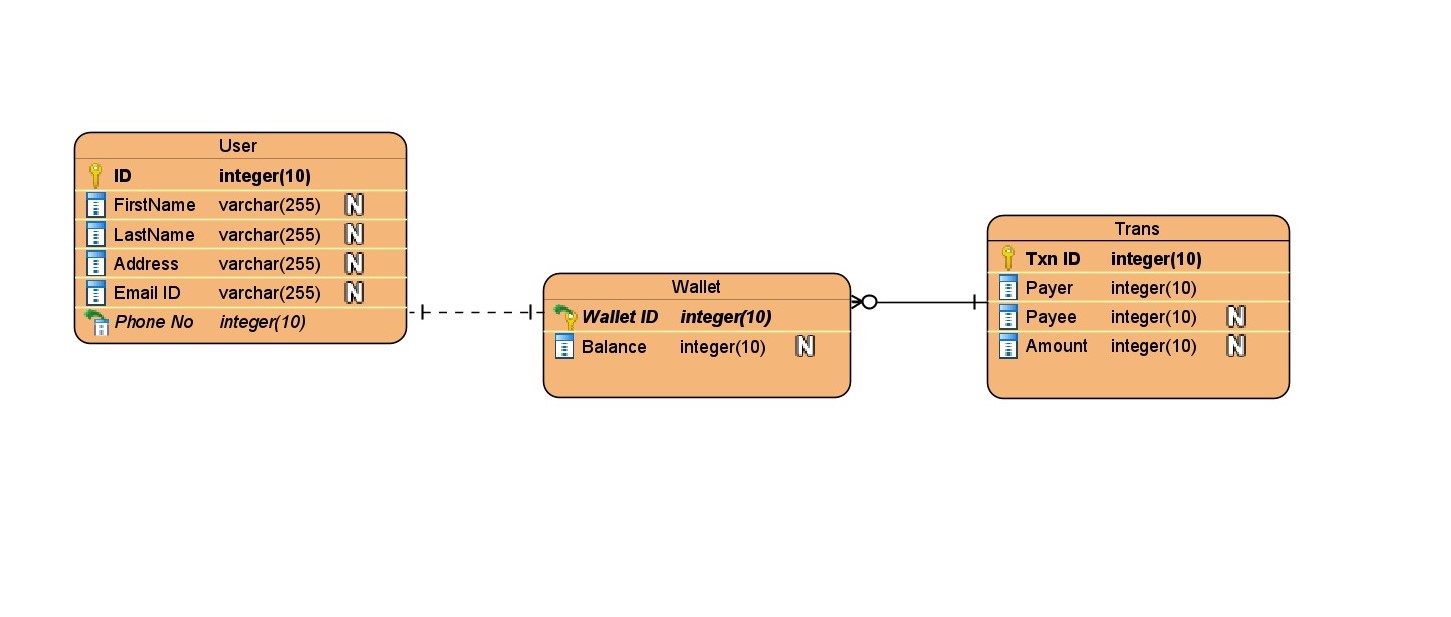 User
ID integer(10)
FirstName varchar(255) N
LastName varchar(255) N
Address varchar(255) N
Email ID varchar(255) N
Phone No integer(10)
Wallet
Wallet ID integer(10)
Balance integer(10) N
Trans
Txn ID integer(10)
Payer integer(10)
Payee integer(10) N
Amount integer(10) N